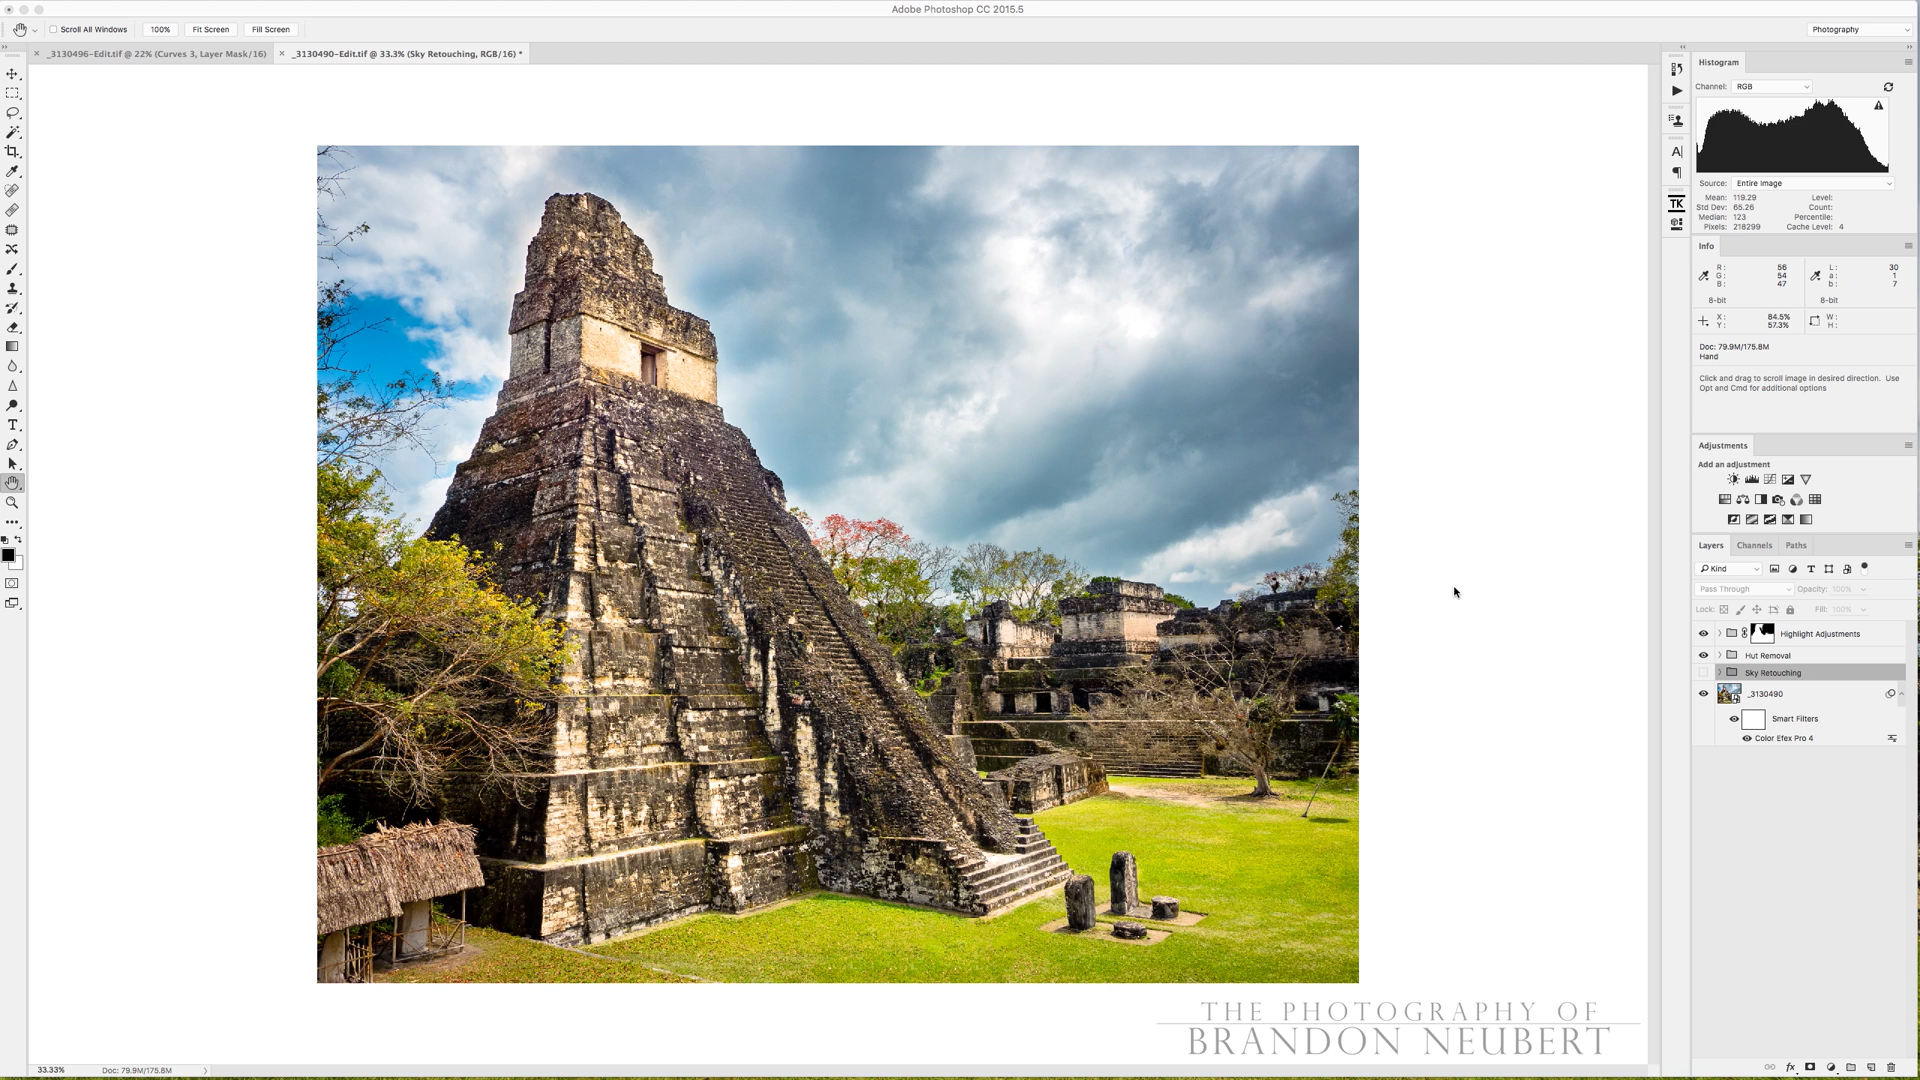 Adobe Photoshop CC 2015.5
Scroll All Windows
100%
Fit Screen
Fill Screen
Photography
_3130496-Edit.tif @ 22% (Curves 3, Layer Mask/16)
_3130490-Edit.tif @ 33.3% (Sky Retouching, RGB/16) *
Histogram
Channel: RGB
Source: Entire Image
Mean: 119.29 Level:
Std Dev: 65.26 Count:
Median: 123 Percentile:
Pixels: 218299 Cache Level: 4
Info
R: 56 L: 30
G: 54 a: 1
B: 47 b: 7
8-bit 8-bit
X: 84.5% W:
Y: 57.3% H:
Doc: 79.9M/175.8M
Hand
Click and drag to scroll image in desired direction. Use
Opt and Cmd for additional options
Adjustments
Add an adjustment
Layers Channels Paths
Kind
Pass Through Opacity: 100%
Lock: Fill: 100%
Highlight Adjustments
Hut Removal
Sky Retouching
_3130490
Smart Filters
Color Efex Pro 4
TK
A
T
fx
THE PHOTOGRAPHY OF
BRANDON NEUBERT
33.33% Doc: 79.9M/175.8M